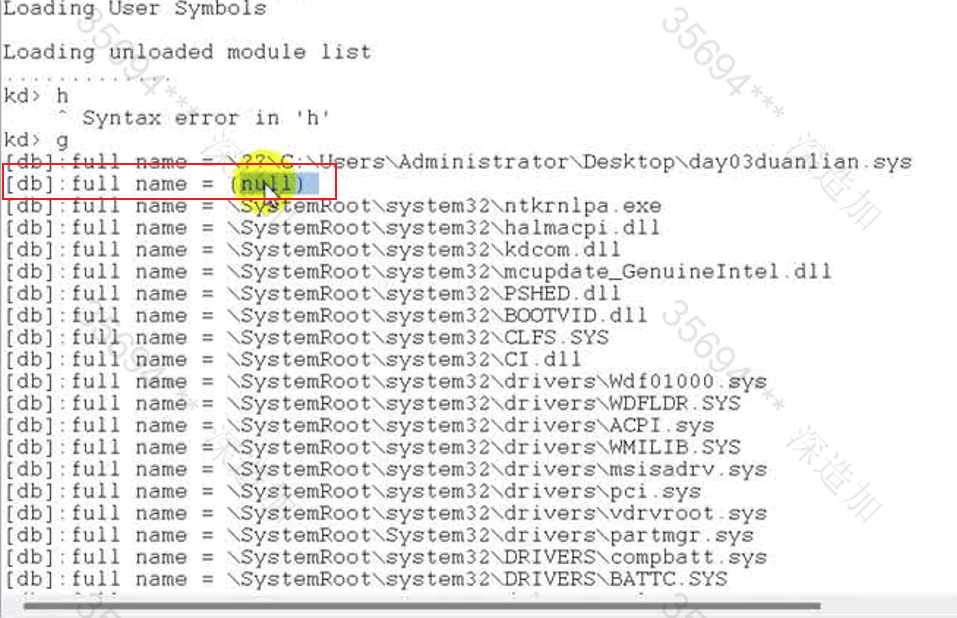 Loading User Symbols
Loading unloaded module list
.............
kd> h
^ Syntax error in 'h'
kd> g
[db]:full name = \??\C:\Users\Administrator\Desktop\day03duanlian.sys
[db]:full name = (null)
[db]:full name = \SystemRoot\system32\ntkrnlpa.exe
[db]:full name = \SystemRoot\system32\halmacpi.dll
[db]:full name = \SystemRoot\system32\kdcom.dll
[db]:full name = \SystemRoot\system32\mcupdate_GenuineIntel.dll
[db]:full name = \SystemRoot\system32\PSHED.dll
[db]:full name = \SystemRoot\system32\BOOTVID.dll
[db]:full name = \SystemRoot\system32\CLFS.SYS
[db]:full name = \SystemRoot\system32\CI.dll
[db]:full name = \SystemRoot\system32\drivers\Wdf01000.sys
[db]:full name = \SystemRoot\system32\drivers\WDFLDR.SYS
[db]:full name = \SystemRoot\system32\drivers\ACPI.sys
[db]:full name = \SystemRoot\system32\drivers\WMILIB.SYS
[db]:full name = \SystemRoot\system32\drivers\msisadrv.sys
[db]:full name = \SystemRoot\system32\drivers\pci.sys
[db]:full name = \SystemRoot\system32\drivers\vdrvroot.sys
[db]:full name = \SystemRoot\System32\drivers\partmgr.sys
[db]:full name = \SystemRoot\system32\DRIVERS\compbatt.sys
[db]:full name = \SystemRoot\system32\DRIVERS\BATTC.SYS
35694***
深造加
35694***
深造加
35694***
深造加